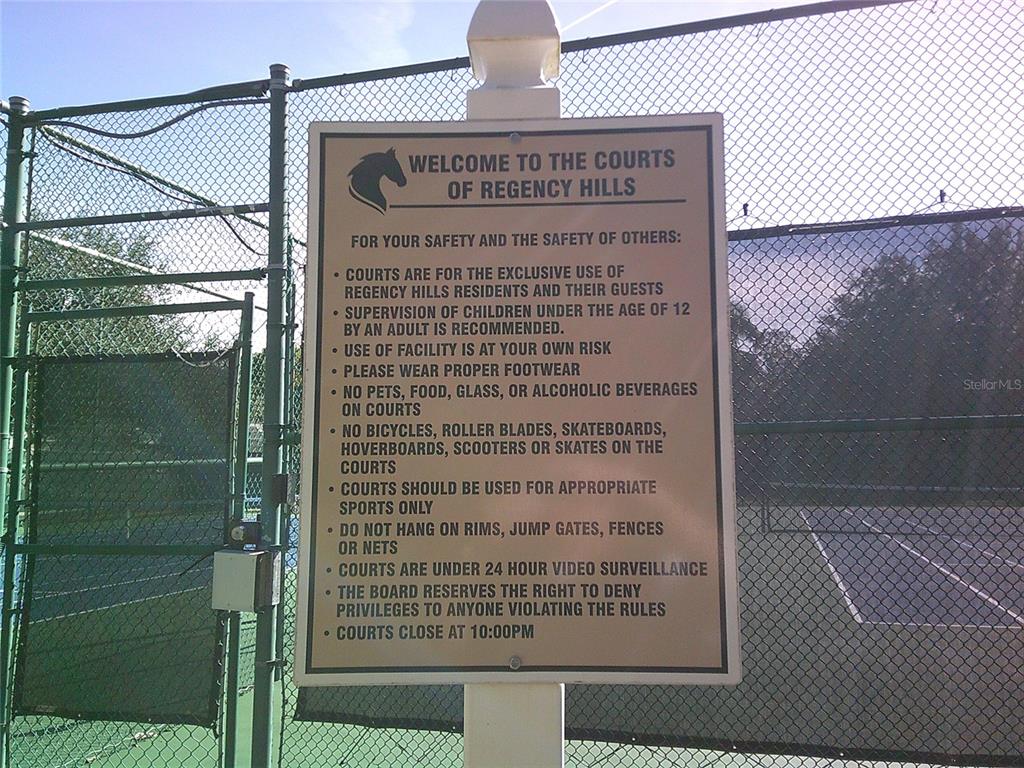 WELCOME TO THE COURTS
OF REGENCY HILLS
FOR YOUR SAFETY AND THE SAFETY OF OTHERS:
• COURTS ARE FOR THE EXCLUSIVE USE OF
REGENCY HILLS RESIDENTS AND THEIR GUESTS
• SUPERVISION OF CHILDREN UNDER THE AGE OF 12
BY AN ADULT IS RECOMMENDED.
• USE OF FACILITY IS AT YOUR OWN RISK
• PLEASE WEAR PROPER FOOTWEAR
• NO PETS, FOOD, GLASS, OR ALCOHOLIC BEVERAGES
ON COURTS
• NO BICYCLES, ROLLER BLADES, SKATEBOARDS,
HOVERBOARDS, SCOOTERS OR SKATES ON THE
COURTS
• COURTS SHOULD BE USED FOR APPROPRIATE
SPORTS ONLY
• DO NOT HANG ON RIMS, JUMP GATES, FENCES
OR NETS
• COURTS ARE UNDER 24 HOUR VIDEO SURVEILLANCE
• THE BOARD RESERVES THE RIGHT TO DENY
PRIVILEGES TO ANYONE VIOLATING THE RULES
• COURTS CLOSE AT 10:00PM
Stellar MLS